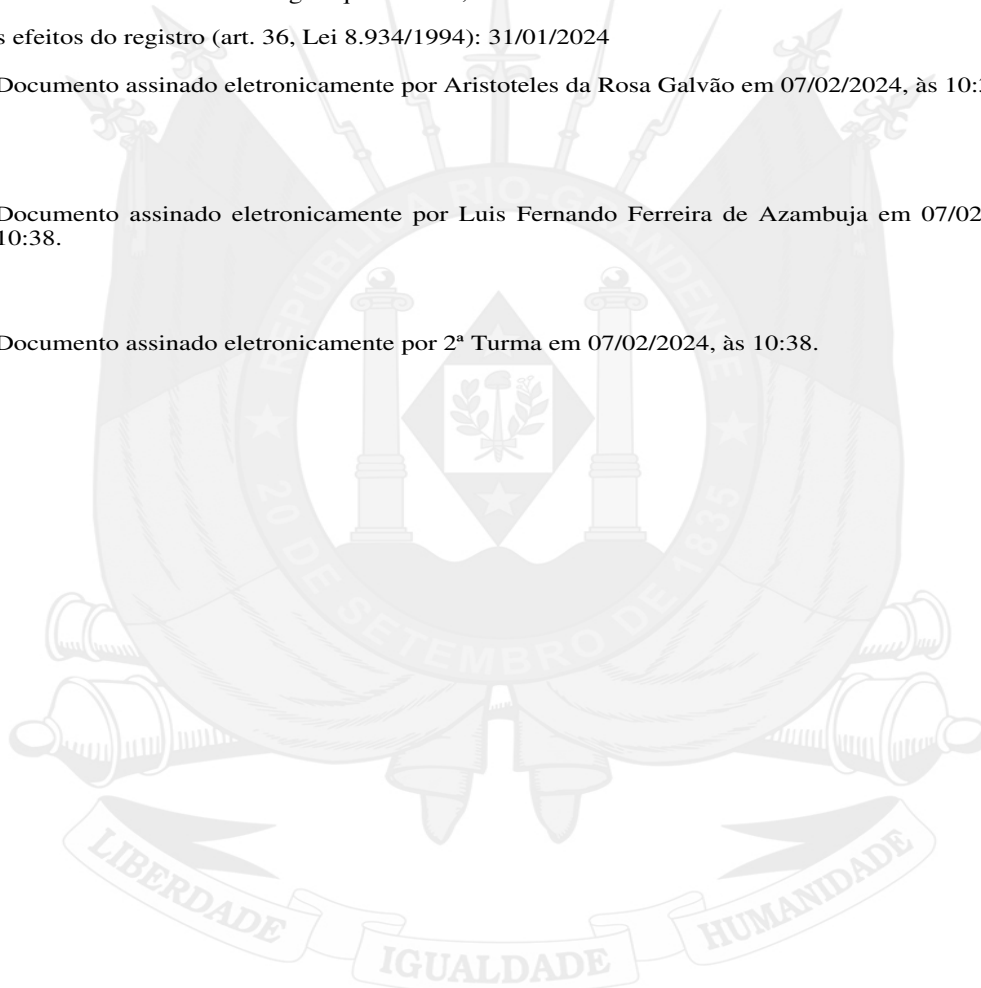 s efeitos do registro (art. 36, Lei 8.934/1994): 31/01/2024
Documento assinado eletronicamente por Aristoteles da Rosa Galvão em 07/02/2024, às 10:
Documento assinado eletronicamente por Luis Fernando Ferreira de Azambuja em 07/02
10:38.
Documento assinado eletronicamente por 2ª Turma em 07/02/2024, às 10:38.
REPÚBLICA RIO-GRANDENSE
20 DE SETEMBRO DE 1835
LIBERDADE
IGUALDADE
HUMANIDADE